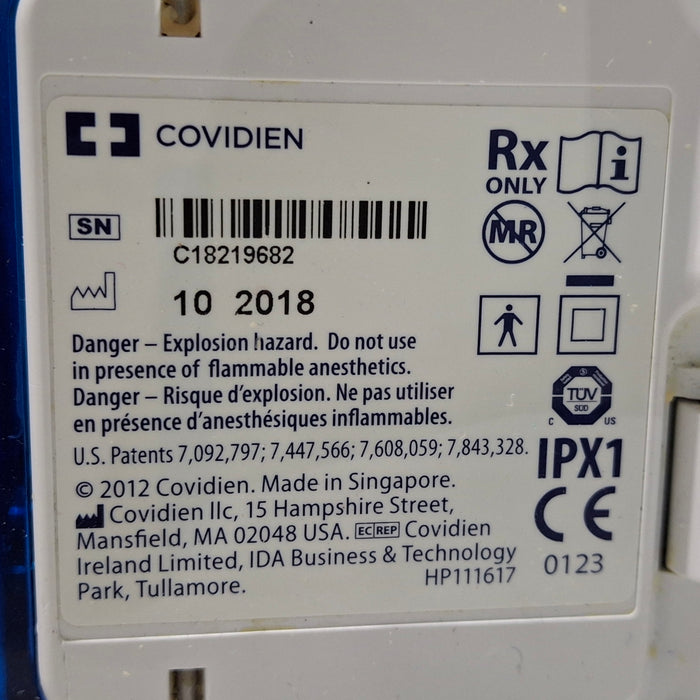 COVIDIEN
Rx
ONLY
i
SN
C18219682
MR
10 2018
Danger – Explosion hazard. Do not use
in presence of flammable anesthetics.
Danger – Risque d'explosion. Ne pas utiliser
en présence d'anesthésiques inflammables.
TÜV
SÜD
C US
U.S. Patents 7,092,797; 7,447,566; 7,608,059; 7,843,328.
IPX1
© 2012 Covidien. Made in Singapore.
Covidien llc, 15 Hampshire Street,
Mansfield, MA 02048 USA. EC REP Covidien
Ireland Limited, IDA Business & Technology
Park, Tullamore.
HP111617
CE
0123